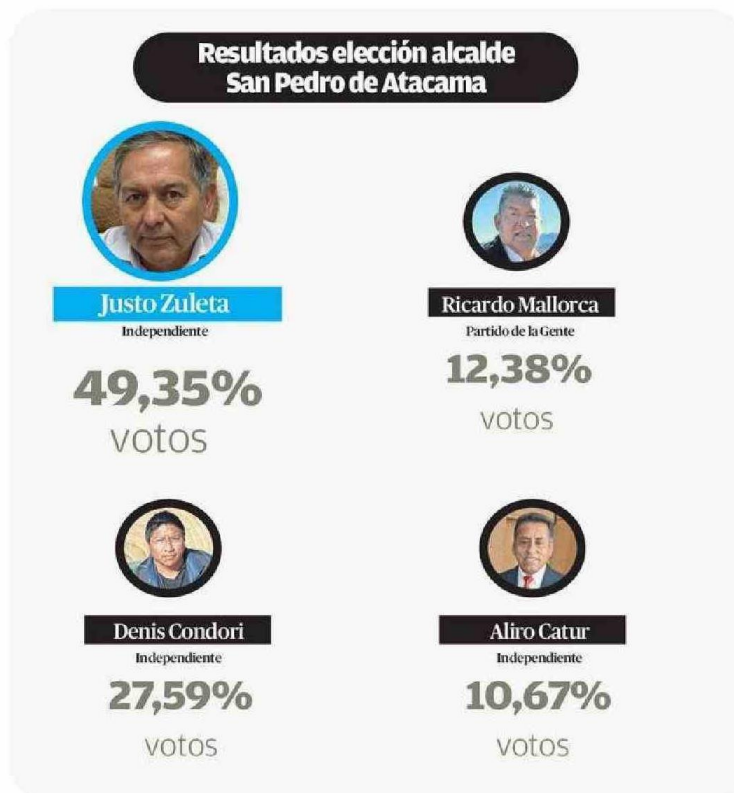 Resultados elección alcalde
San Pedro de Atacama
Justo Zuleta
Independiente
49,35%
votos
Ricardo Mallorca
Partido de la Gente
12,38%
votos
Denis Condori
Independiente
27,59%
votos
Aliro Catur
Independiente
10,67%
votos